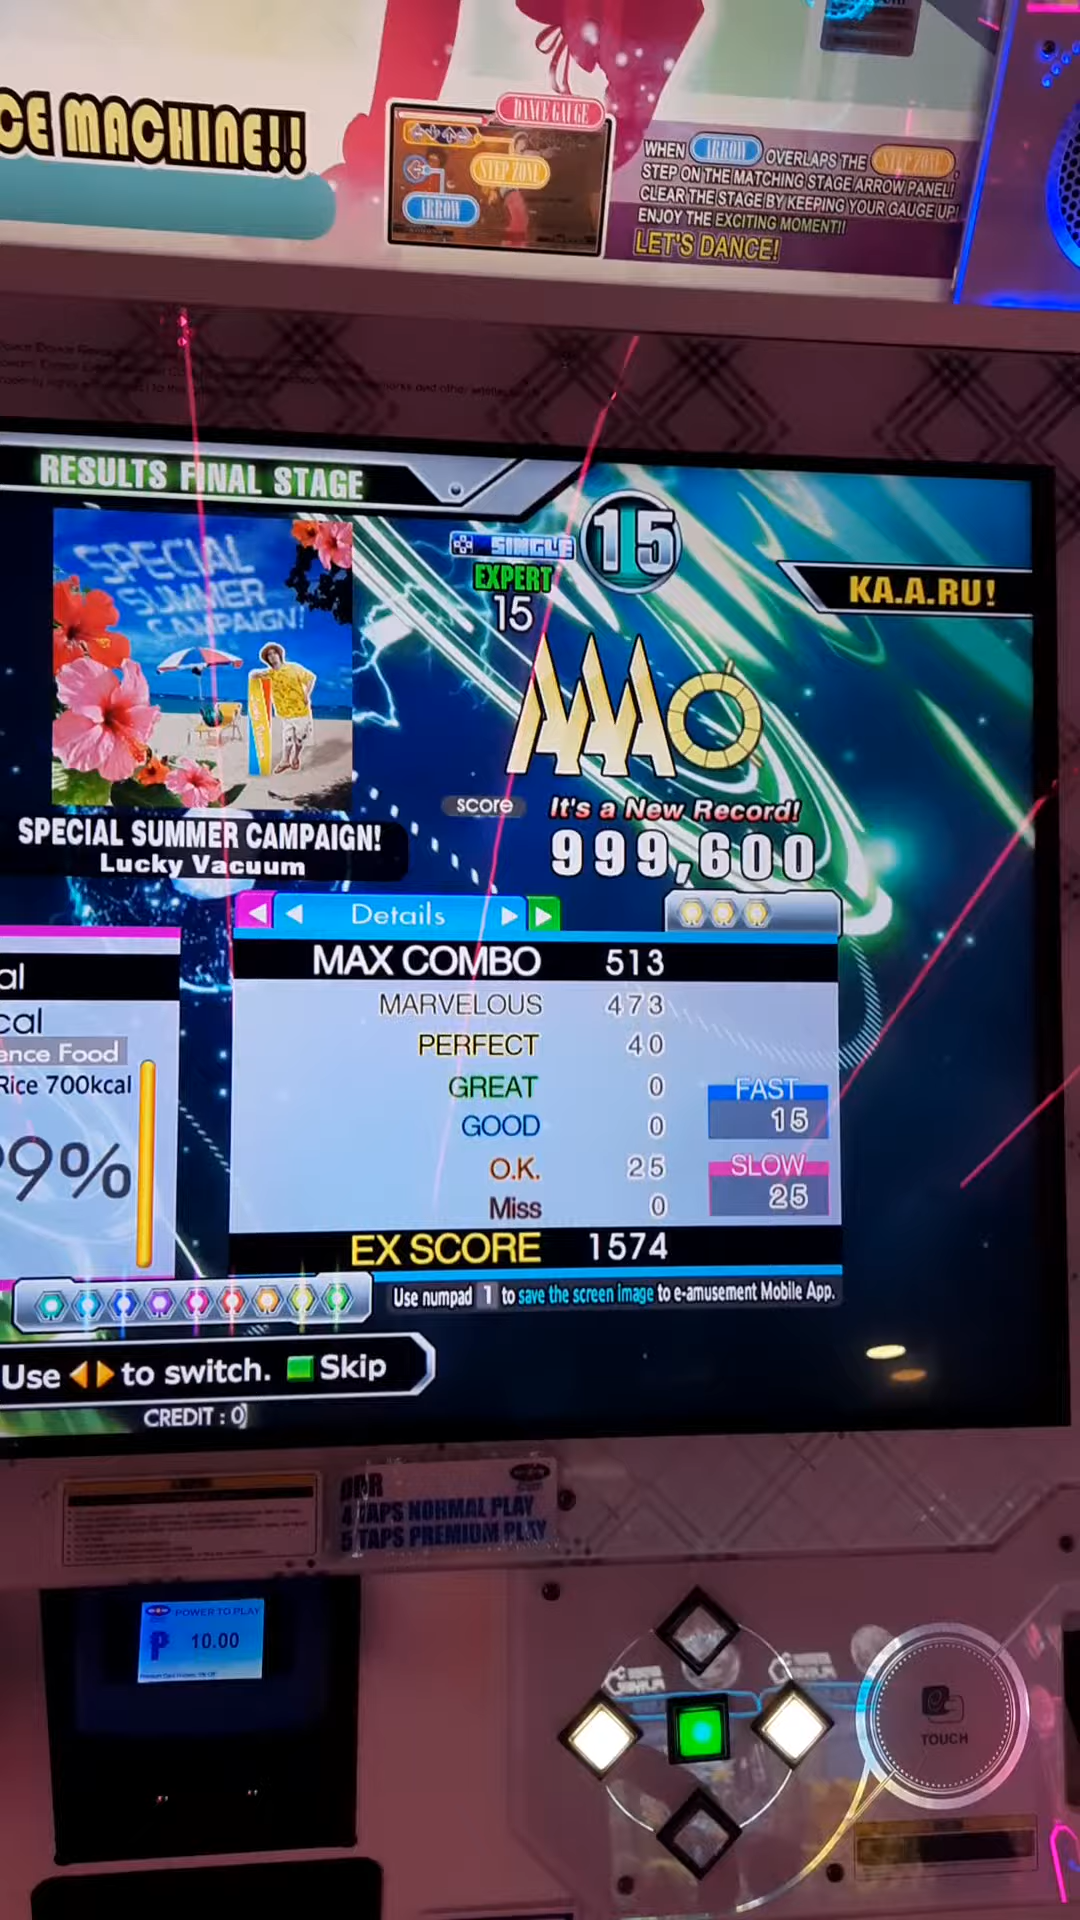 CE MACHINE!!
DANCE GAUGE
STEP ZONE
ARROW
WHEN ARROW OVERLAPS THE STEP ZONE,
STEP ON THE MATCHING STAGE ARROW PANEL!
CLEAR THE STAGE BY KEEPING YOUR GAUGE UP!
ENJOY THE EXCITING MOMENT!!
LET'S DANCE!
RESULTS FINAL STAGE
SPECIAL
SUMMER
CAMPAIGN!
SINGLE
EXPERT
15
15
KA.A.RU!
AAA
score
It's a New Record!
999,600
SPECIAL SUMMER CAMPAIGN!
Lucky Vacuum
Details
MAX COMBO 513
MARVELOUS 473
PERFECT 40
GREAT 0
GOOD 0
O.K. 25
Miss 0
FAST
15
SLOW
25
EX SCORE 1574
al
cal
ence Food
Rice 700kcal
9%
Use numpad 1 to save the screen image to e-amusement Mobile App.
Use to switch. Skip
CREDIT : 0
4 TAPS NORMAL PLAY
5 TAPS PREMIUM PLAY
POWER TO PLAY
P 10.00
TOUCH